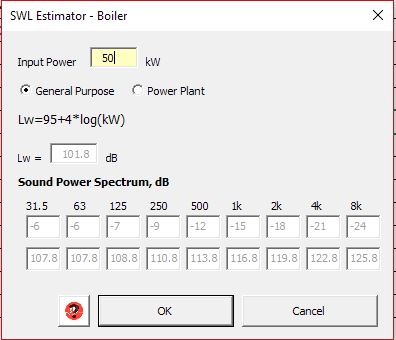 SWL Estimator - Boiler
Input Power 50 kW
General Purpose Power Plant
Lw=95+4*log(kW)
Lw = 101.8 dB
Sound Power Spectrum, dB
31.5 63 125 250 500 1k 2k 4k 8k
-6 -6 -7 -9 -12 -15 -18 -21 -24
107.8 107.8 108.8 110.8 113.8 116.8 119.8 122.8 125.8
? OK Cancel